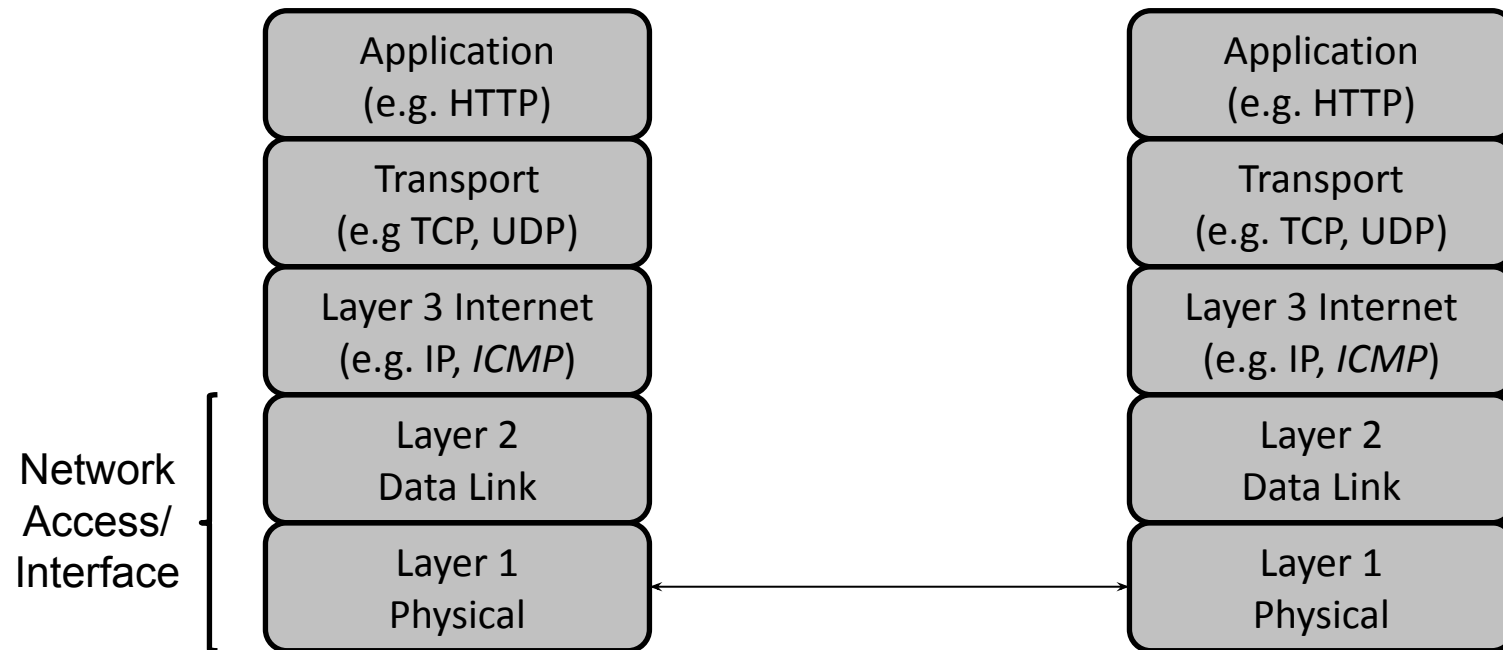 Application
(e.g. HTTP)
Transport
(e.g TCP, UDP)
Layer 3 Internet
(e.g. IP, ICMP)
Network
Access/
Interface
Layer 2
Data Link
Layer 1
Physical
Application
(e.g. HTTP)
Transport
(e.g. TCP, UDP)
Layer 3 Internet
(e.g. IP, ICMP)
Layer 2
Data Link
Layer 1
Physical